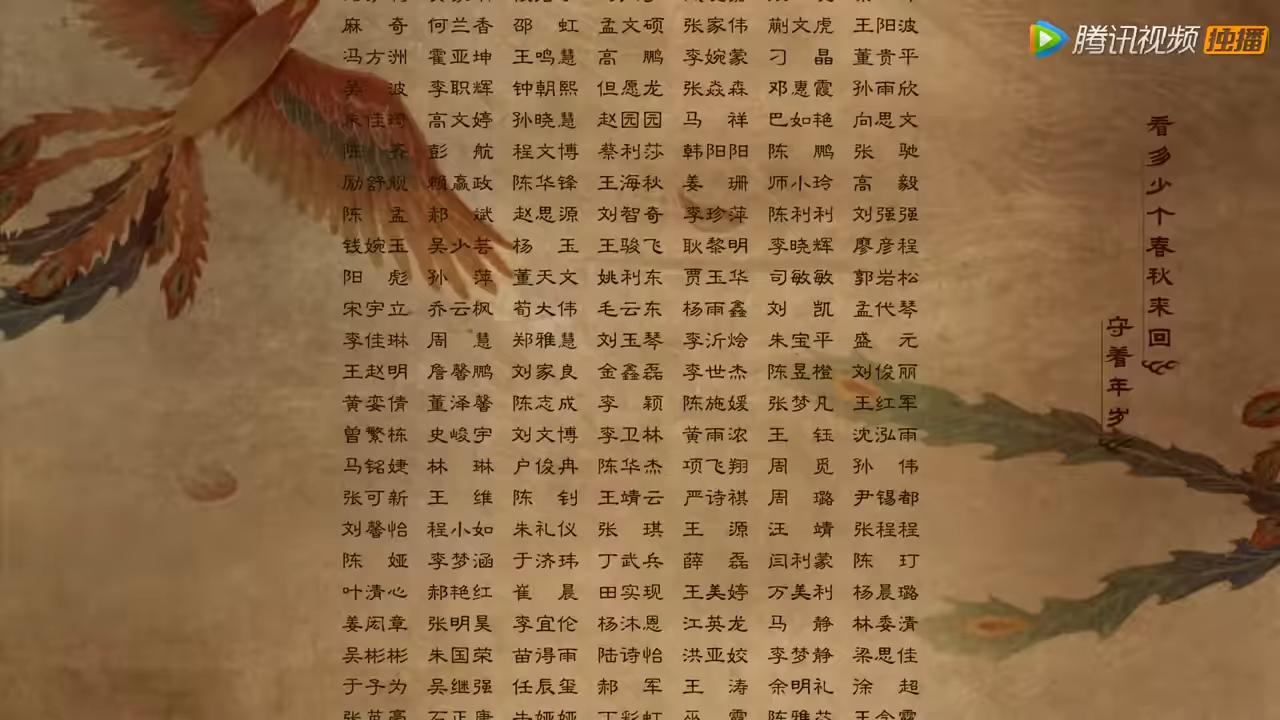 腾讯视频 独播
麻奇 何兰香 邵虹 孟文硕 张家伟 蒯文虎 王阳波
冯方洲 霍亚坤 王鸣慧 高鹏 李婉蒙 刁晶 董贵平
姜波 李职辉 钟朝熙 但愿龙 张焱森 邓惠霞 孙雨欣
佳琦 高文婷 孙晓慧 赵园园 马祥 巴如艳 向思文
陈齐 彭航 程文博 蔡利莎 韩阳阳 陈鹏 张驰
励舒舰 赖嬴政 陈华锋 王海秋 姜珊 师小玲 高毅
陈孟 郝斌 赵思源 刘智奇 李珍萍 陈利利 刘强强
钱婉玉 吴少芸 杨玉 王骏飞 耿黎明 李晓辉 廖彦程
阳彪 孙萍 董天文 姚利东 贾玉华 司敏敏 郭岩松
宋宇立 乔云枫 荀大伟 毛云东 杨雨鑫 刘凯 孟代琴
李佳琳 周慧 郑雅慧 刘玉琴 李沂烩 朱宝平 盛元
王赵明 詹馨鹏 刘家良 金鑫磊 李世杰 陈昱橙 刘俊丽
黄娈倩 董泽馨 陈志成 李颖 陈施媛 张梦凡 王红军
曾繁栋 史峻宇 刘文博 李卫林 黄雨浓 王钰 沈泓雨
马铭婕 林琳 户俊冉 陈华杰 项飞翔 周觅 孙伟
张可新 王维 陈钊 王靖云 严诗祺 周璐 尹锡都
刘馨怡 程小如 朱礼仪 张琪 王源 汪靖 张程程
陈娅 李梦涵 于济玮 丁武兵 薛磊 闫利蒙 陈玎
叶清心 郝艳红 崔晨 田实现 王美婷 万美利 杨晨璐
姜闳章 张明昊 李宜伦 杨沐恩 江英龙 马静 林委清
吴彬彬 朱国荣 苗得雨 陆诗怡 洪亚姣 李梦静 梁思佳
于子为 吴继强 任辰玺 郝军 王涛 余明礼 徐超
看多少个春秋来回
守着年岁